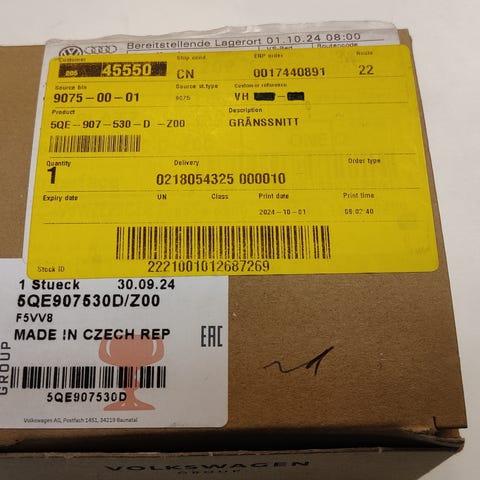 Bereitstellende Lagerort 01.10.24 08:00
Customer
Ship cond
ERP order
Route
805 45550
CN
0017440891
22
Source bin
Source st.type
Customer reference
9075-00-01
9075
VH
Product
Description
5QE-907-530-D -Z00
GRÄNSSNITT
Quantity
Delivery
Order type
1
0218054325 000010
Expiry date
UN
Class
Print date
Print time
2024-10-01
08:02:40
Stock ID
2221001012687269
1 Stueck 30.09.24
5QE907530D/Z00
F5VV8
MADE IN CZECH REP
EAC
GROUP
5QE907530D
Volkswagen AG, Postfach 1451, 34219 Baunatal
VOLKSWAGEN
GROUP